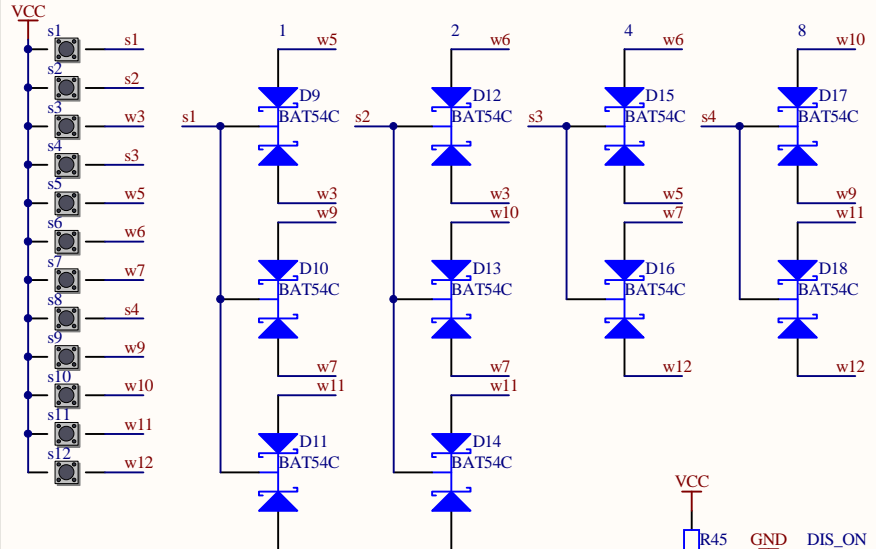 VCC
s1 s1
s2 s2
s3 w3
s4 s3
s5 w5
s6 w6
s7 w7
s8 s4
s9 w9
s10 w10
s11 w11
s12 w12
1
w5
D9
BAT54C
s1
w3
w9
D10
BAT54C
w7
w11
D11
BAT54C
2
w6
D12
BAT54C
s2
w3
w10
D13
BAT54C
w7
w11
D14
BAT54C
4
w6
D15
BAT54C
s3
w5
w7
D16
BAT54C
w12
8
w10
D17
BAT54C
s4
w9
w11
D18
BAT54C
w12
VCC
R45 GND DIS_ON